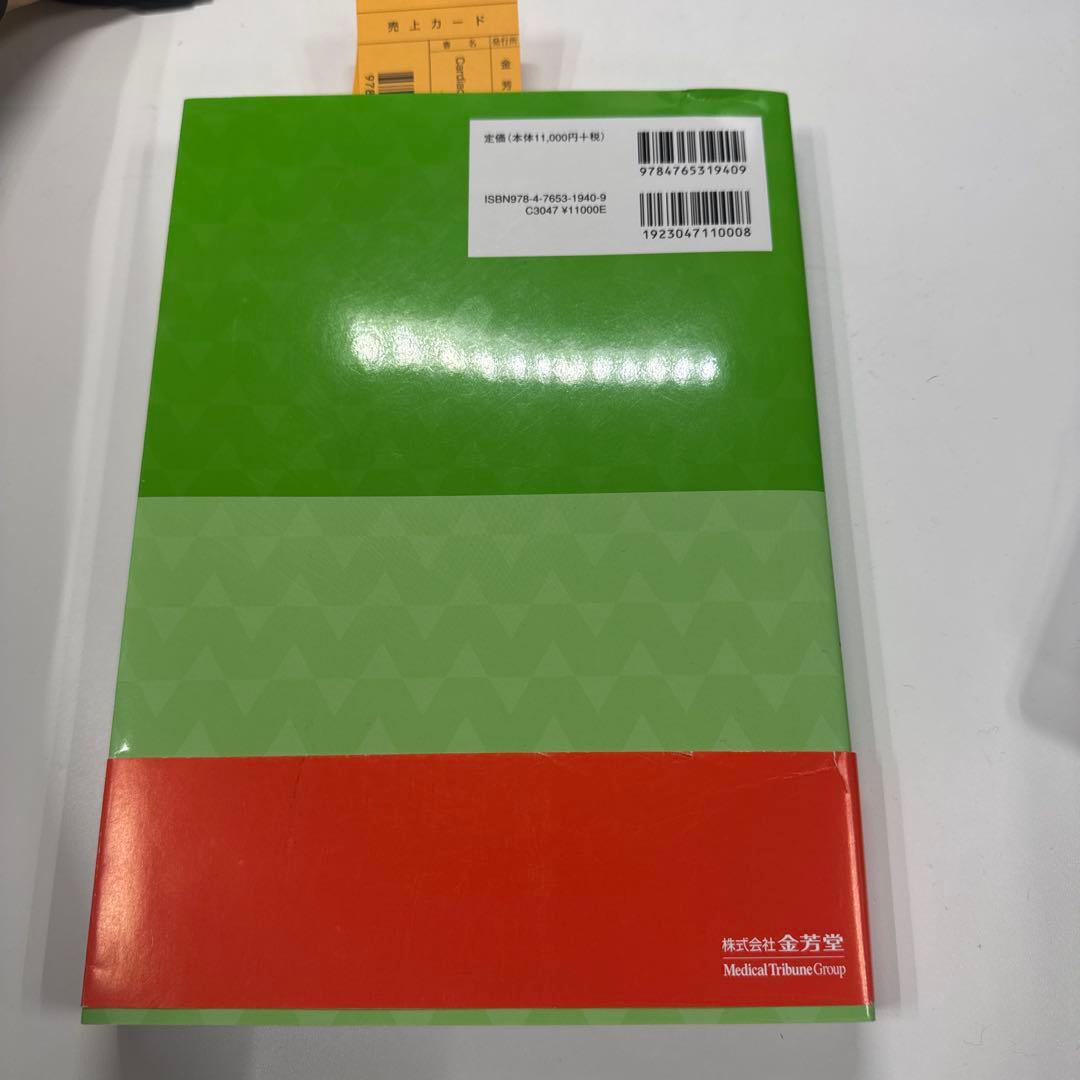 売上カード
書名
発行所
Cardiac
金芳
978
定価(本体11,000円+税)
9784765319409
ISBN978-4-7653-1940-9
C3047 ¥11000E
1923047110008
株式会社 金芳堂
Medical Tribune Group